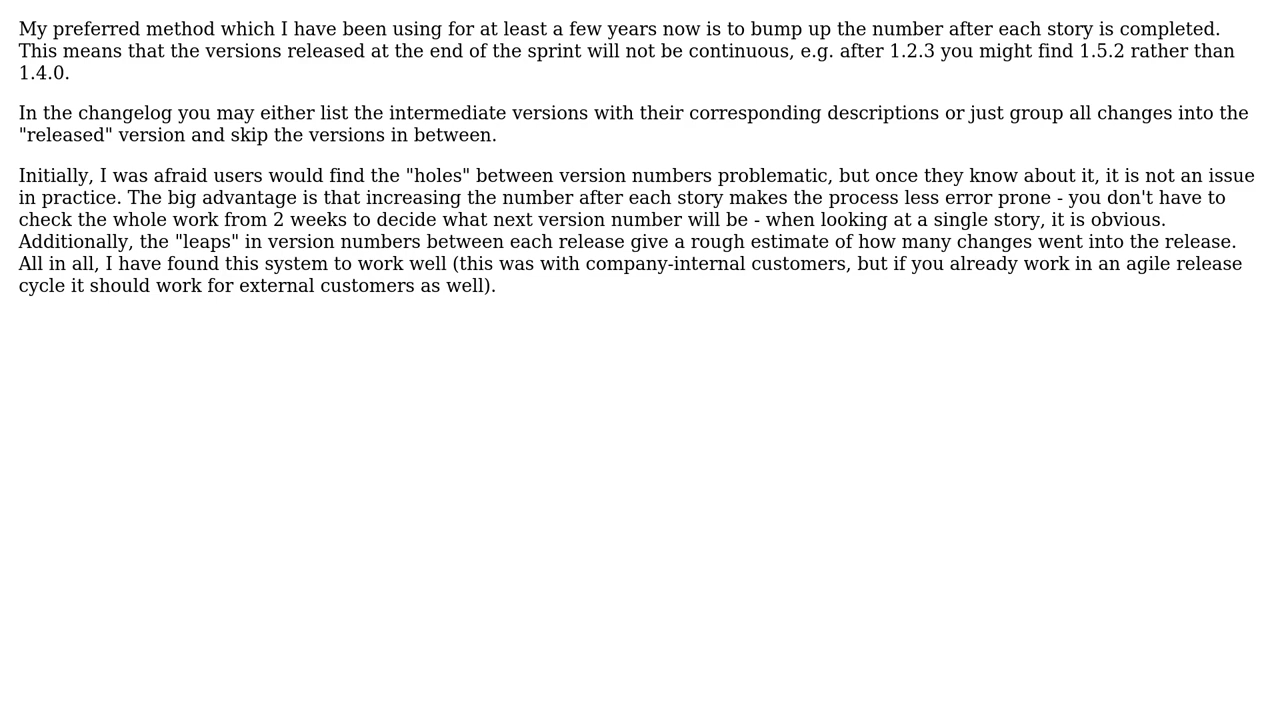 My preferred method which I have been using for at least a few years now is to bump up the number after each story is completed.
This means that the versions released at the end of the sprint will not be continuous, e.g. after 1.2.3 you might find 1.5.2 rather than
1.4.0.
In the changelog you may either list the intermediate versions with their corresponding descriptions or just group all changes into the
"released" version and skip the versions in between.
Initially, I was afraid users would find the "holes" between version numbers problematic, but once they know about it, it is not an issue
in practice. The big advantage is that increasing the number after each story makes the process less error prone - you don't have to
check the whole work from 2 weeks to decide what next version number will be - when looking at a single story, it is obvious.
Additionally, the "leaps" in version numbers between each release give a rough estimate of how many changes went into the release.
All in all, I have found this system to work well (this was with company-internal customers, but if you already work in an agile release
cycle it should work for external customers as well).